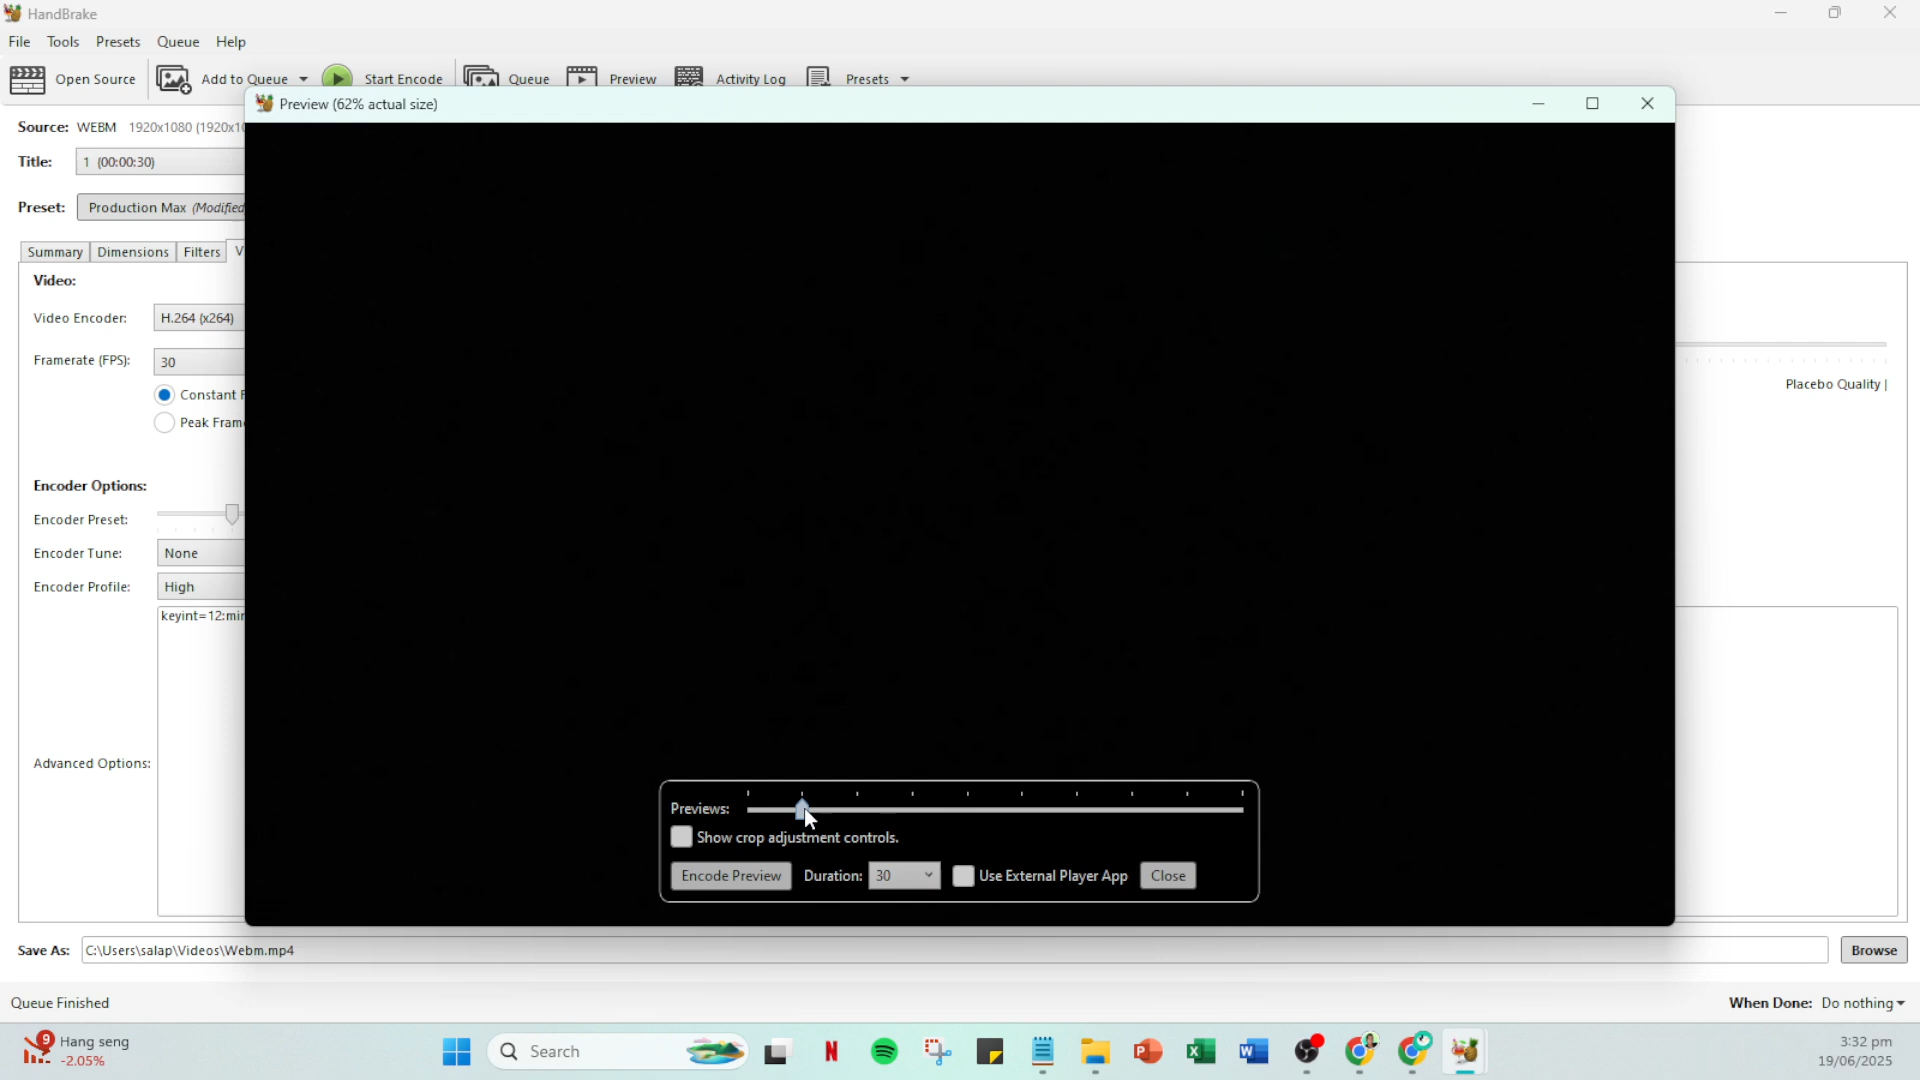 HandBrake
File Tools Presets Queue Help
Open Source Add to Queue Start Encode Queue Preview Activity Log Presets
Preview (62% actual size)
Source: WEBM 1920x1080
Title: 1 (00:00:30)
Preset: Production Max (Modified
Summary Dimensions Filters
Video:
Video Encoder: H.264 (x264)
Framerate (FPS): 30
Constant
Placebo Quality |
Peak
Encoder Options:
Encoder Preset:
Encoder Tune: None
Encoder Profile: High
keyint=12:min
Advanced Options:
Previews:
Show crop adjustment controls.
Encode Preview Duration: 30 Use External Player App Close
Save As: C:\Users\salap\Videos\Webm.mp4 Browse
Queue Finished When Done: Do nothing
9 Hang seng
-2.05%
Search
3:32 pm
19/06/2025